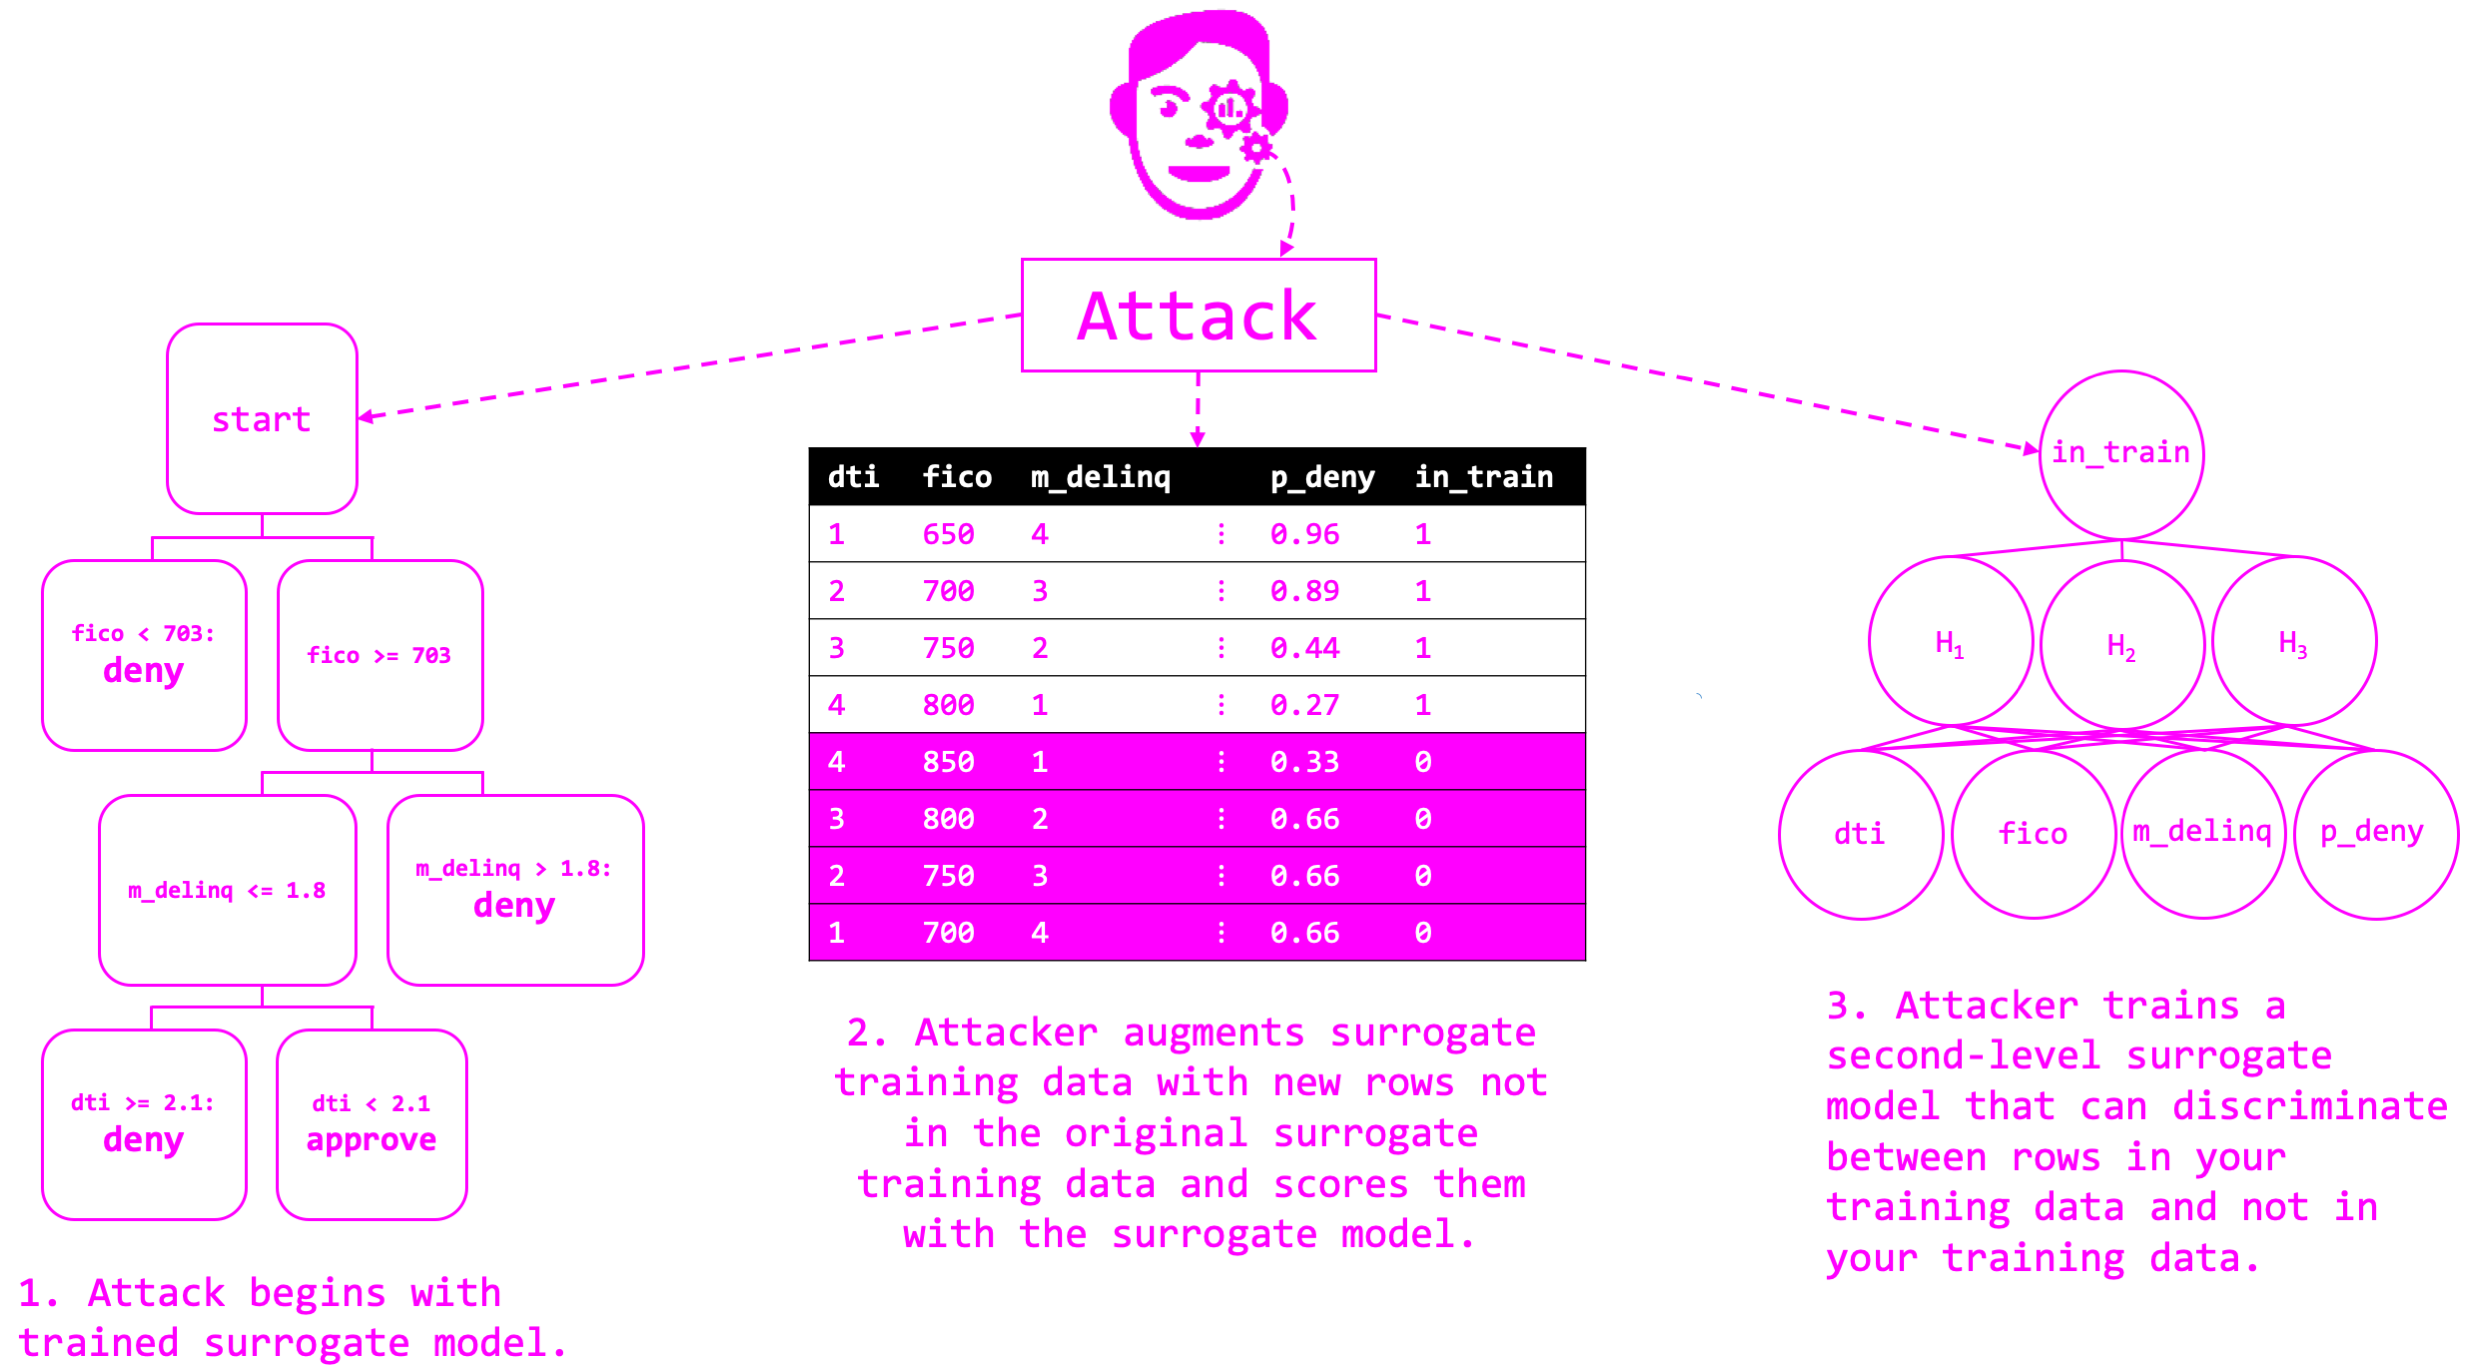 Attack
start
fico < 703:
deny
fico >= 703
m_delinq <= 1.8
m_delinq > 1.8:
deny
dti >= 2.1:
deny
dti < 2.1
approve
1. Attack begins with
trained surrogate model.
dti fico m_delinq p_deny in_train
1 650 4 ⋮ 0.96 1
2 700 3 ⋮ 0.89 1
3 750 2 ⋮ 0.44 1
4 800 1 ⋮ 0.27 1
4 850 1 ⋮ 0.33 0
3 800 2 ⋮ 0.66 0
2 750 3 ⋮ 0.66 0
1 700 4 ⋮ 0.66 0
2. Attacker augments surrogate
training data with new rows not
in the original surrogate
training data and scores them
with the surrogate model.
in_train
H1 H2 H3
dti fico m_delinq p_deny
3. Attacker trains a
second-level surrogate
model that can discriminate
between rows in your
training data and not in
your training data.